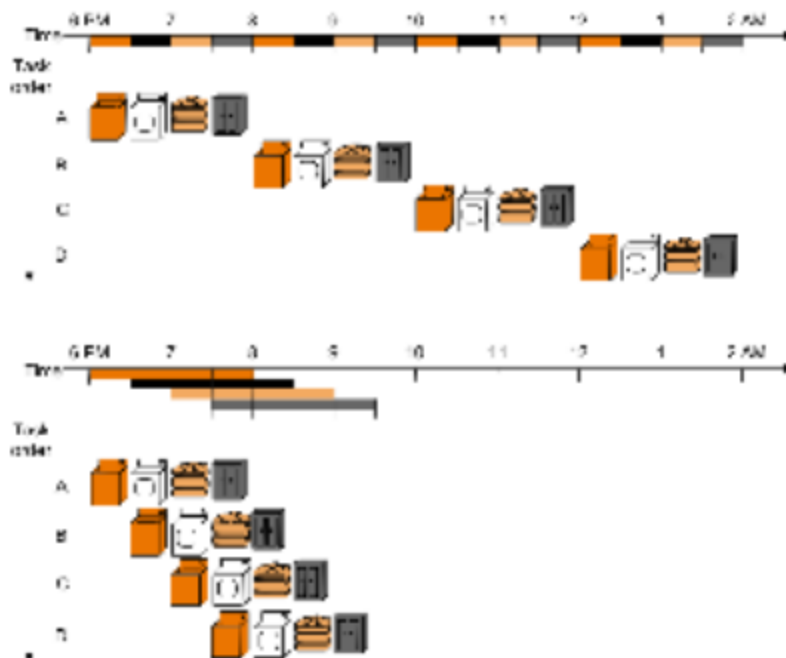 6 PM 7 8 9 10 11 12 1 2 AM
Time
Task
order
A
B
C
D
6 PM 7 8 9 10 11 12 1 2 AM
Time
Task
order
A
B
C
D